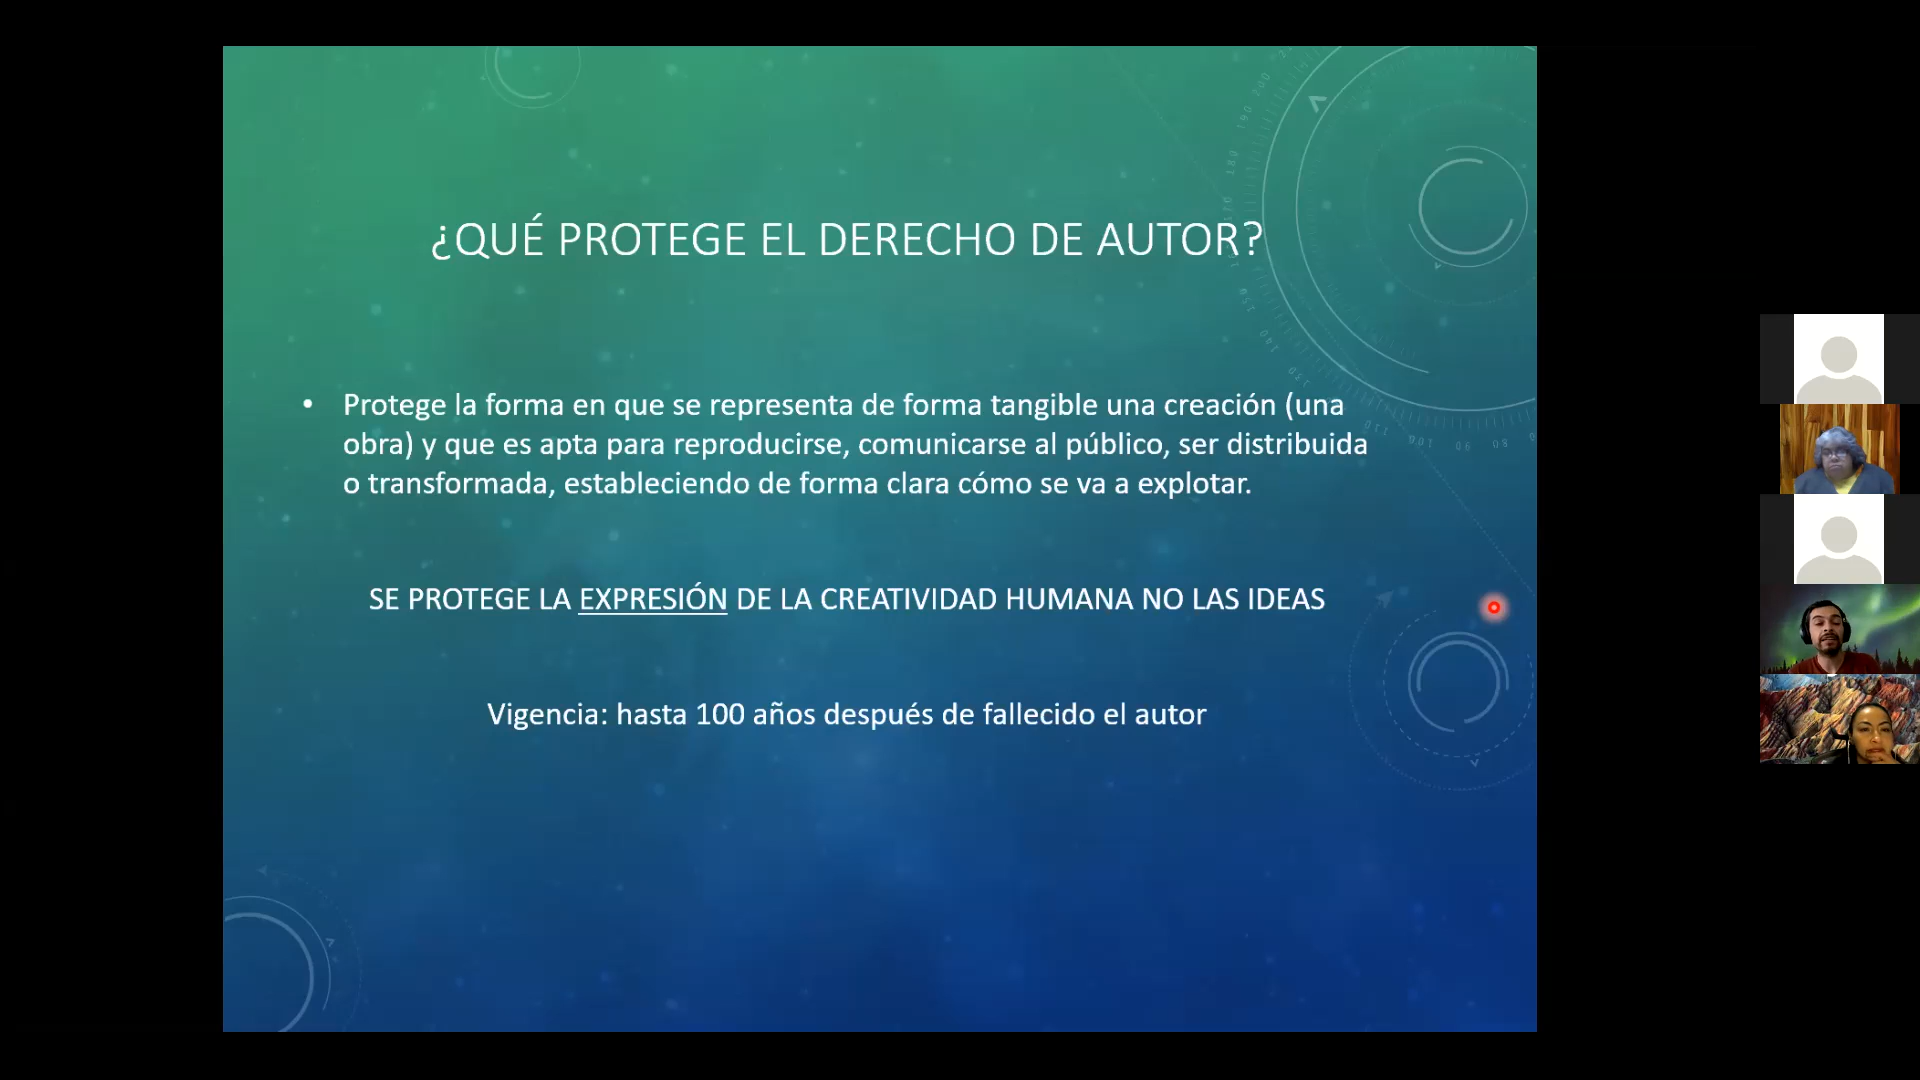 ¿QUÉ PROTEGE EL DERECHO DE AUTOR?
• Protege la forma en que se representa de forma tangible una creación (una
obra) y que es apta para reproducirse, comunicarse al público, ser distribuida
o transformada, estableciendo de forma clara cómo se va a explotar.
SE PROTEGE LA EXPRESIÓN DE LA CREATIVIDAD HUMANA NO LAS IDEAS
Vigencia: hasta 100 años después de fallecido el autor